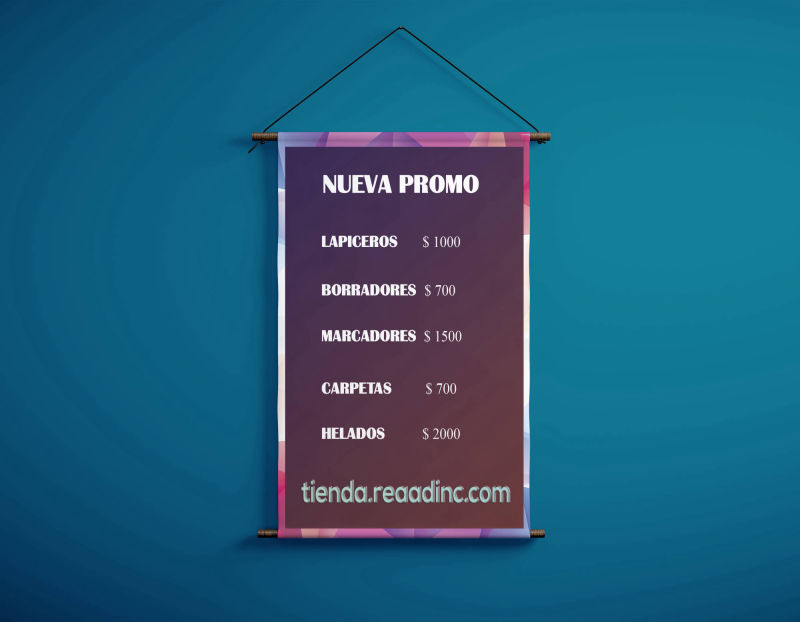 NUEVA PROMO
LAPICEROS $ 1000
BORRADORES $ 700
MARCADORES $ 1500
CARPETAS $ 700
HELADOS $ 2000
tienda.reaadinc.com